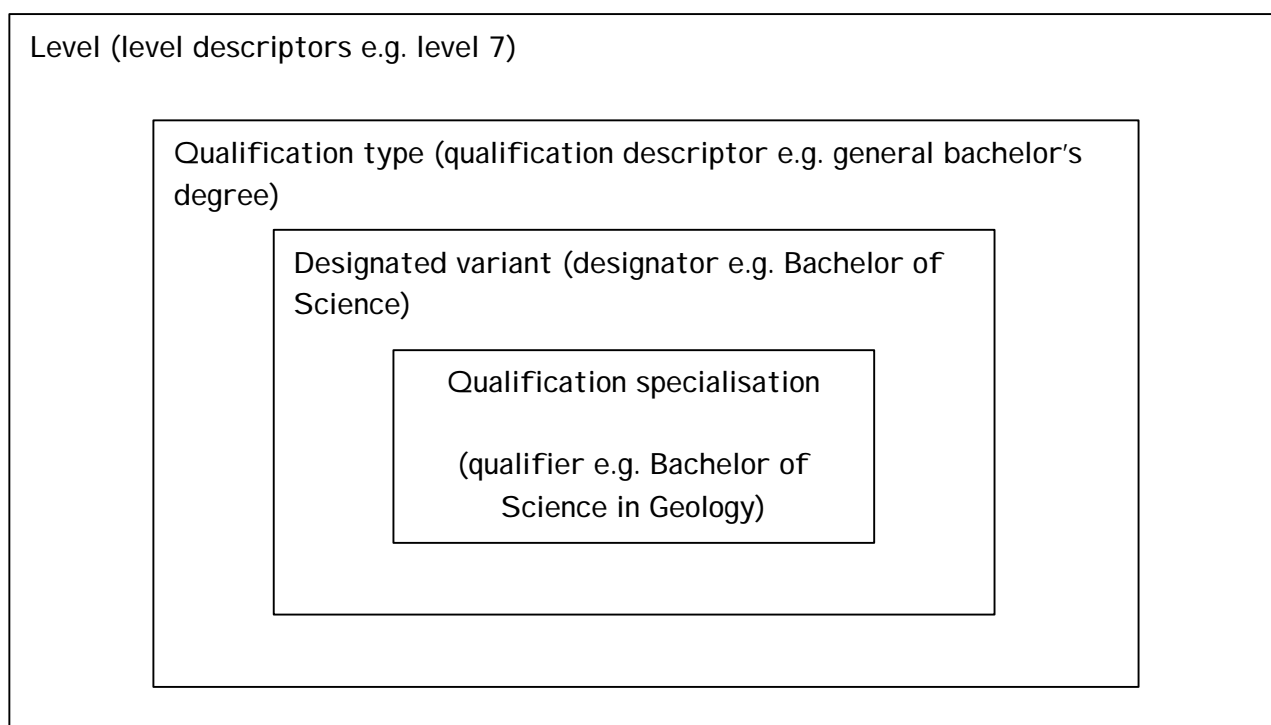 Level (level descriptors e.g. level 7)
Qualification type (qualification descriptor e.g. general bachelor's
degree)
Designated variant (designator e.g. Bachelor of
Science)
Qualification specialisation
(qualifier e.g. Bachelor of
Science in Geology)